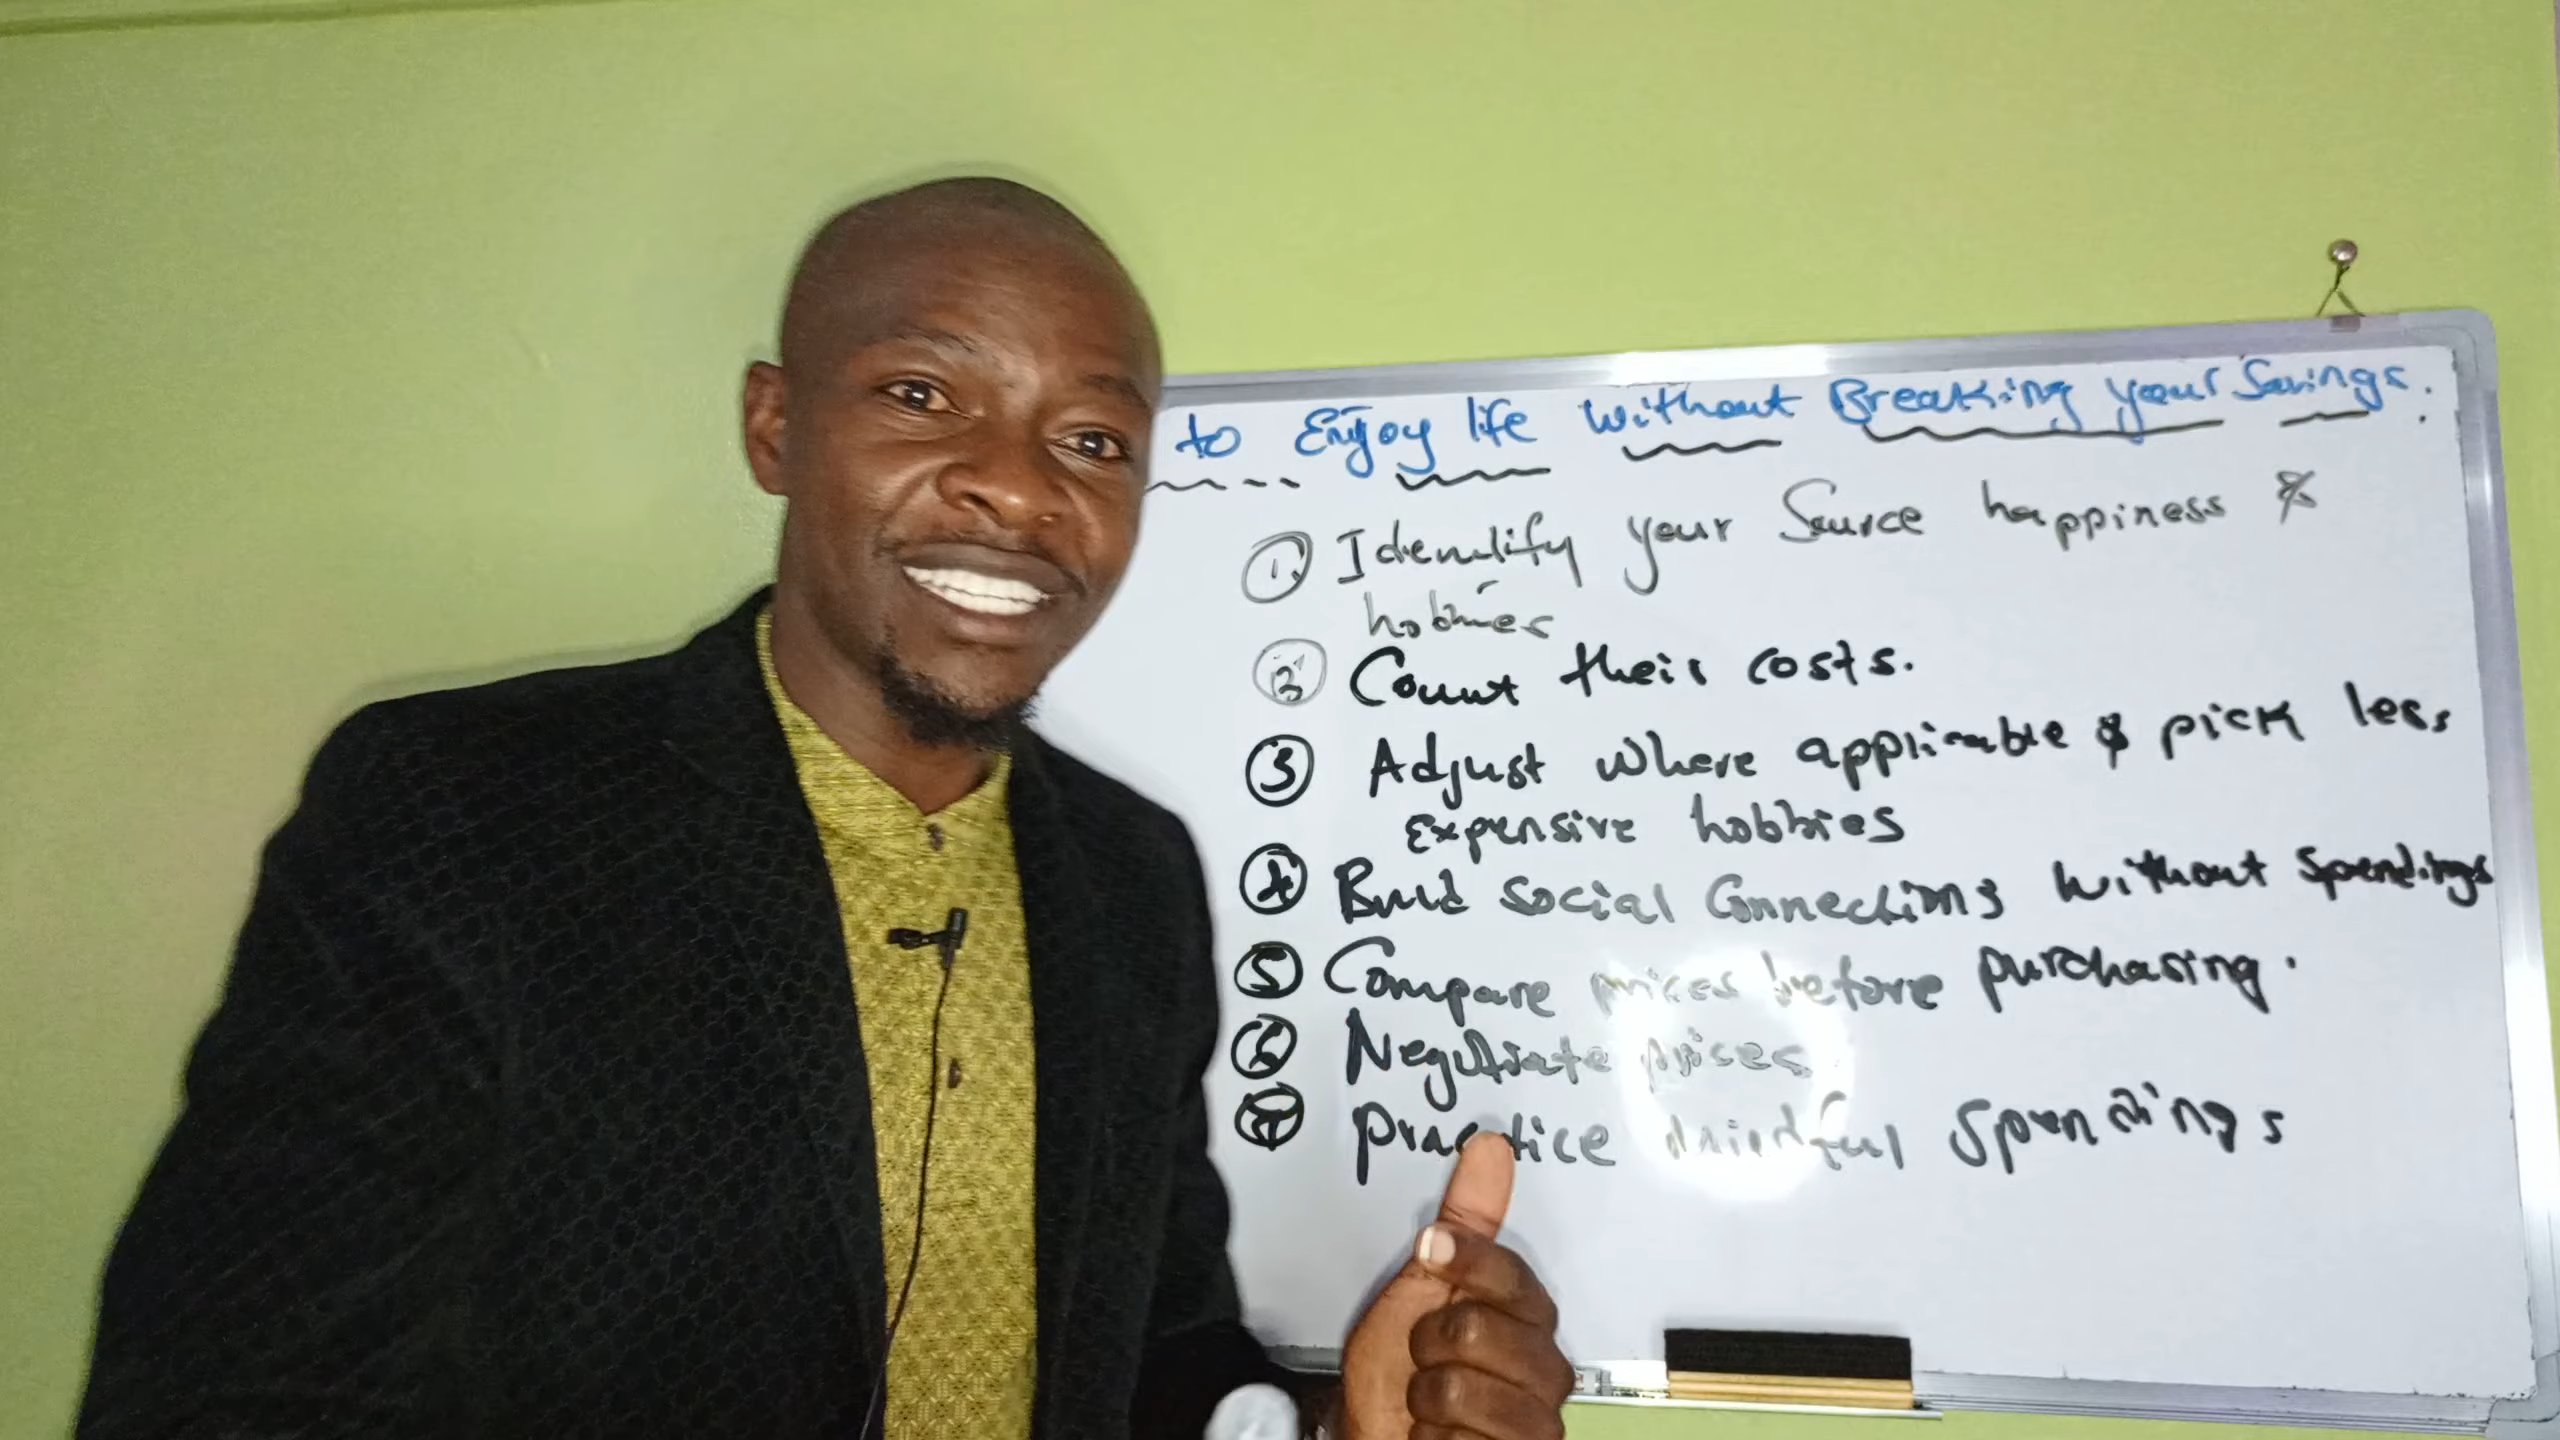 to Enjoy life Without Breaking your Savings.
1. Identify your Source happiness &
hobbies
2 Count their costs.
3 Adjust where applicable & pick less
Expensive hobbies
4 Build Social Connections Without Spendings
5 Compare prices before purchasing.
6 Negotiate prices
7 Practice mindful Spendings